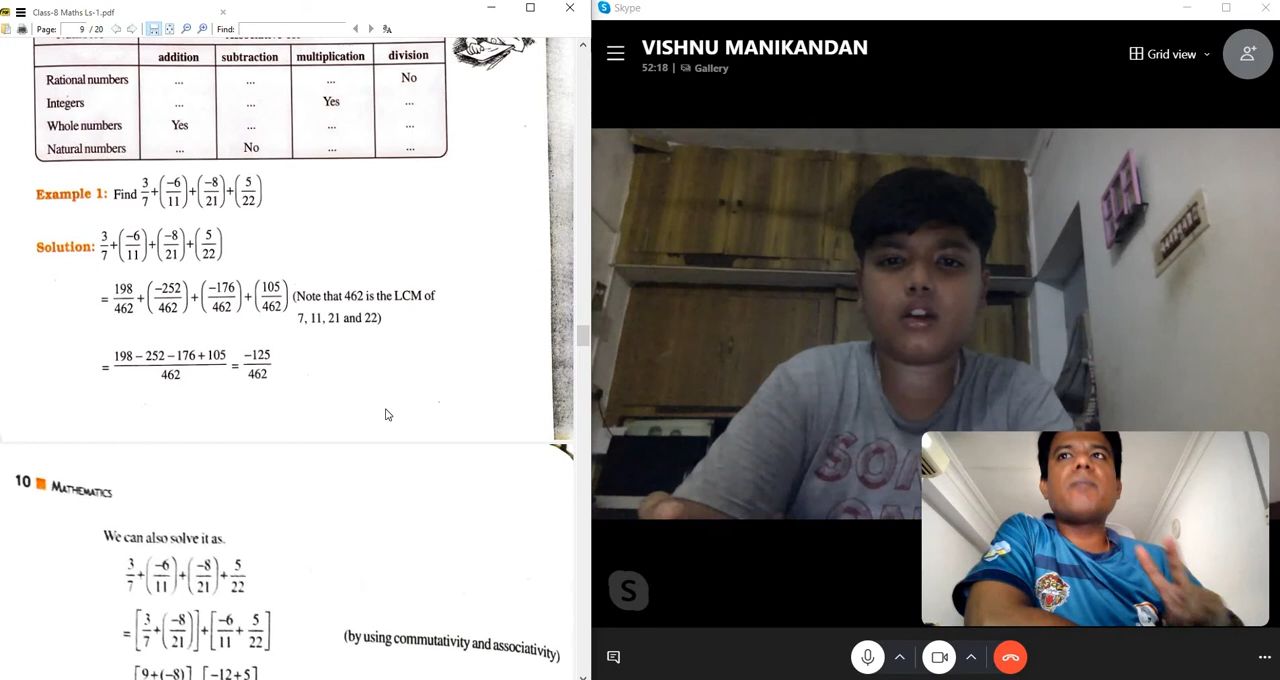 Class-8 Maths Ls-1.pdf
Page: 9 / 20 Find:
addition subtraction multiplication division
Rational numbers ... ... ... No
Integers ... ... Yes ...
Whole numbers Yes ... ... ...
Natural numbers ... No ... ...
Example 1: Find 3/7 + (-6/11) + (-8/21) + (5/22)
Solution: 3/7 + (-6/11) + (-8/21) + (5/22)
= 198/462 + (-252/462) + (-176/462) + (105/462) (Note that 462 is the LCM of
7, 11, 21 and 22)
= 198 – 252 – 176 + 105/462 = -125/462
10 MATHEMATICS
We can also solve it as.
3/7 + (-6/11) + (-8/21) + 5/22
= [3/7 + (-8/21)] + [-6/11 + 5/22] (by using commutativity and associativity)
[9+(-8)] [-12+5]
Skype
VISHNU MANIKANDAN
52:18 | Gallery
Grid view
S